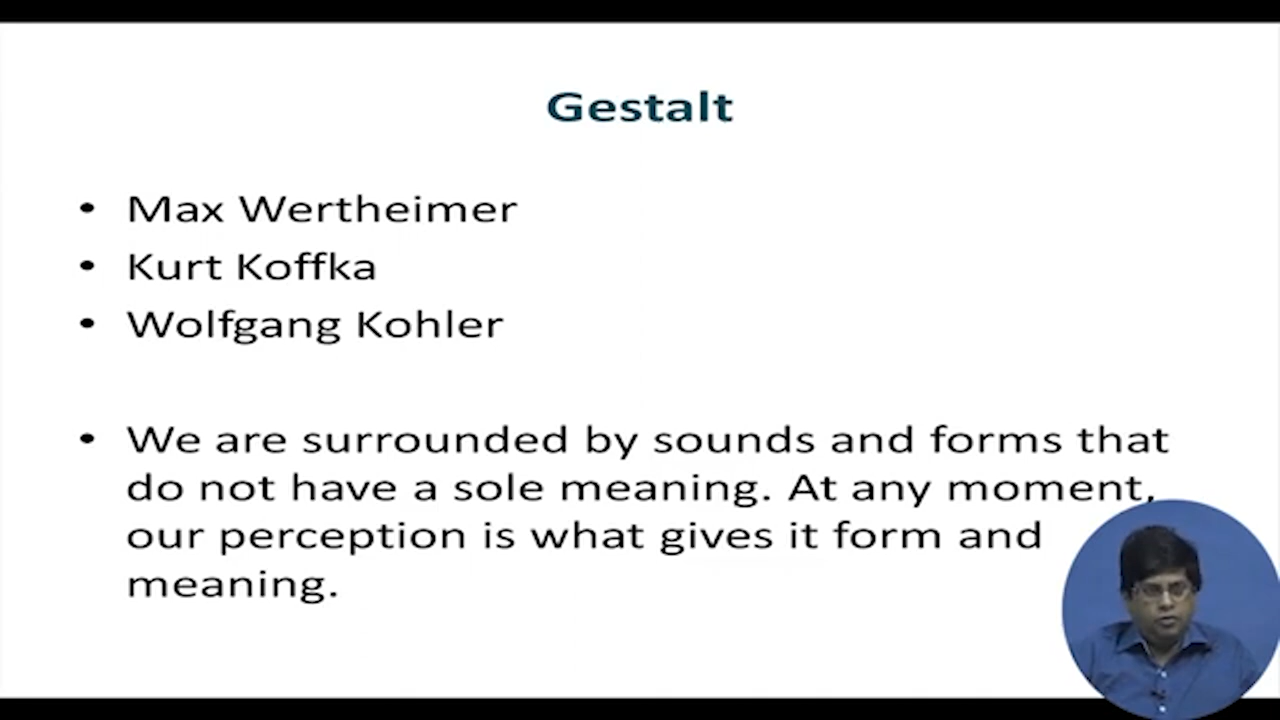 Gestalt
• Max Wertheimer
• Kurt Koffka
• Wolfgang Kohler
• We are surrounded by sounds and forms that
do not have a sole meaning. At any moment,
our perception is what gives it form and
meaning.